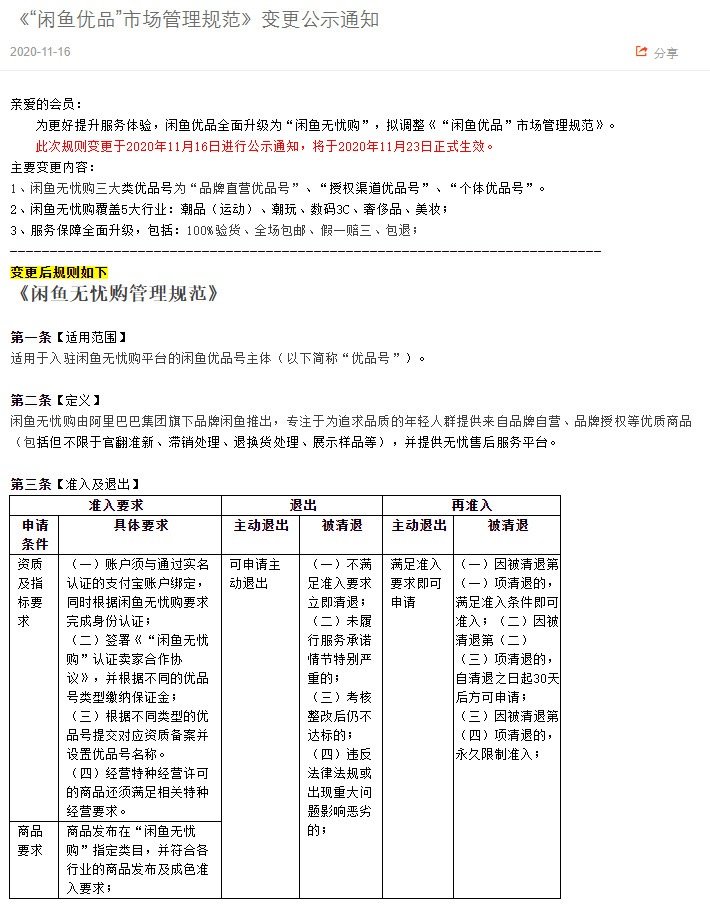 《“闲鱼优品”市场管理规范》变更公示通知
2020-11-16
分享
亲爱的会员：
为更好提升服务体验，闲鱼优品全面升级为“闲鱼无忧购”，拟调整《“闲鱼优品”市场管理规范》。
此次规则变更于2020年11月16日进行公示通知，将于2020年11月23日正式生效。
主要变更内容：
1、闲鱼无忧购三大类优品号为“品牌直营优品号”、“授权渠道优品号”、“个体优品号”。
2、闲鱼无忧购覆盖5大行业：潮品（运动）、潮玩、数码3C、奢侈品、美妆；
3、服务保障全面升级，包括：100%验货、全场包邮、假一赔三、包退；
变更后规则如下
《闲鱼无忧购管理规范》
第一条【适用范围】
适用于入驻闲鱼无忧购平台的闲鱼优品号主体（以下简称“优品号”）。
第二条【定义】
闲鱼无忧购由阿里巴巴集团旗下品牌闲鱼推出，专注于为追求品质的年轻人群提供来自品牌自营、品牌授权等优质商品
（包括但不限于官翻准新、滞销处理、退换货处理、展示样品等），并提供无忧售后服务平台。
第三条【准入及退出】
准入要求 退出 再准入
申请
条件
具体要求
主动退出
被清退
主动退出
被清退
资质
及指
标要
求
（一）账户须与通过实名
认证的支付宝账户绑定，
同时根据闲鱼无忧购要求
完成身份认证；
（二）签署《“闲鱼无忧
购”认证卖家合作协
议》，并根据不同的优品
号类型缴纳保证金；
（三）根据不同类型的优
品号提交对应资质备案并
设置优品号名称。
（四）经营特种经营许可
的商品还须满足相关特种
经营要求。
可申请主
动退出
（一）不满
足准入要求
立即清退；
（二）未履
行服务承诺
情节特别严
重的；
（三）考核
整改后仍不
达标的；
（四）违反
法律法规或
出现重大问
题影响恶劣
的；
满足准入
要求即可
申请
（一）因被清退第
（一）项清退的，
满足准入条件即可
准入；（二）因被
清退第（二）
（三）项清退的，
自清退之日起30天
后方可申请；
（三）因被清退第
（四）项清退的，
永久限制准入；
商品
要求
商品发布在“闲鱼无忧
购”指定类目，并符合各
行业的商品发布及成色准
入要求；